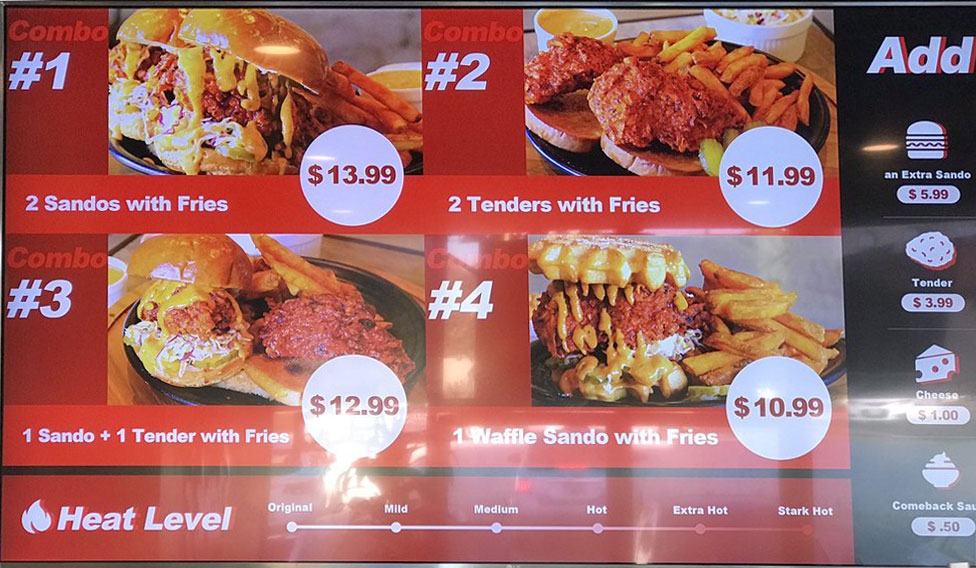 Combo
#1
$13.99
2 Sandos with Fries
Combo
#2
$11.99
2 Tenders with Fries
Combo
#3
$12.99
1 Sando + 1 Tender with Fries
Combo
#4
$10.99
1 Waffle Sando with Fries
Heat Level
Original
Mild
Medium
Hot
Extra Hot
Stark Hot
Add
an Extra Sando
$ 5.99
Tender
$ 3.99
Cheese
$ 1.00
Comeback Sau
$ .50